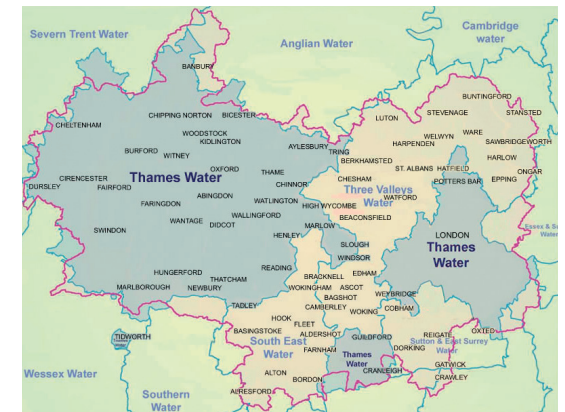 Severn Trent Water
Anglian Water
Cambridge
water
BANBURY
BUNTINGFORD
CHELTENHAM
CHIPPING NORTON
BICESTER
LUTON
STEVENAGE
STANSTED
WOODSTOCK
KIDLINGTON
AYLESBURY
TRING
HARPENDEN
WELWYN
WARE
SAWBRIDGEWORTH
BURFORD
WITNEY
BERKHAMSTED
HARLOW
CIRENCESTER
OXFORD
THAME
ST. ALBANS
HATFIELD
ONGAR
DURSLEY
FAIRFORD
Thames Water
CHINNOR
CHESHAM
POTTERS BAR
EPPING
FARINGDON
ABINGDON
WATLINGTON
HIGH WYCOMBE
Three Valleys
Water
WATFORD
WANTAGE
DIDCOT
WALLINGFORD
BEACONSFIELD
SWINDON
HENLEY
MARLOW
LONDON
Thames
Water
Essex & Su
Water
SLOUGH
WINDSOR
HUNGERFORD
THATCHAM
READING
BRACKNELL
EDHAM
MARLBOROUGH
NEWBURY
WOKINGHAM
ASCOT
BAGSHOT
WEYBRIDGE
TADLEY
CAMBERLEY
WOKING
COBHAM
HOOK
FLEET
BASINGSTOKE
ALDERSHOT
GUILDFORD
REIGATE
OXTED
TIDWORTH
South East
Water
FARNHAM
Thames
Water
DORKING
Sutton & East Surrey
Water
Wessex Water
ALTON
BORDON
CRANLEIGH
GATWICK
CRAWLEY
Southern
Water
ALRESFORD